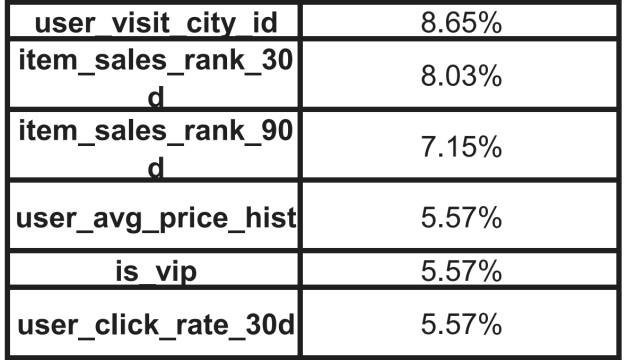 user_visit_city_id 8.65%
item_sales_rank_30
d
8.03%
item_sales_rank_90
d
7.15%
user_avg_price_hist 5.57%
is_vip 5.57%
user_click_rate_30d 5.57%